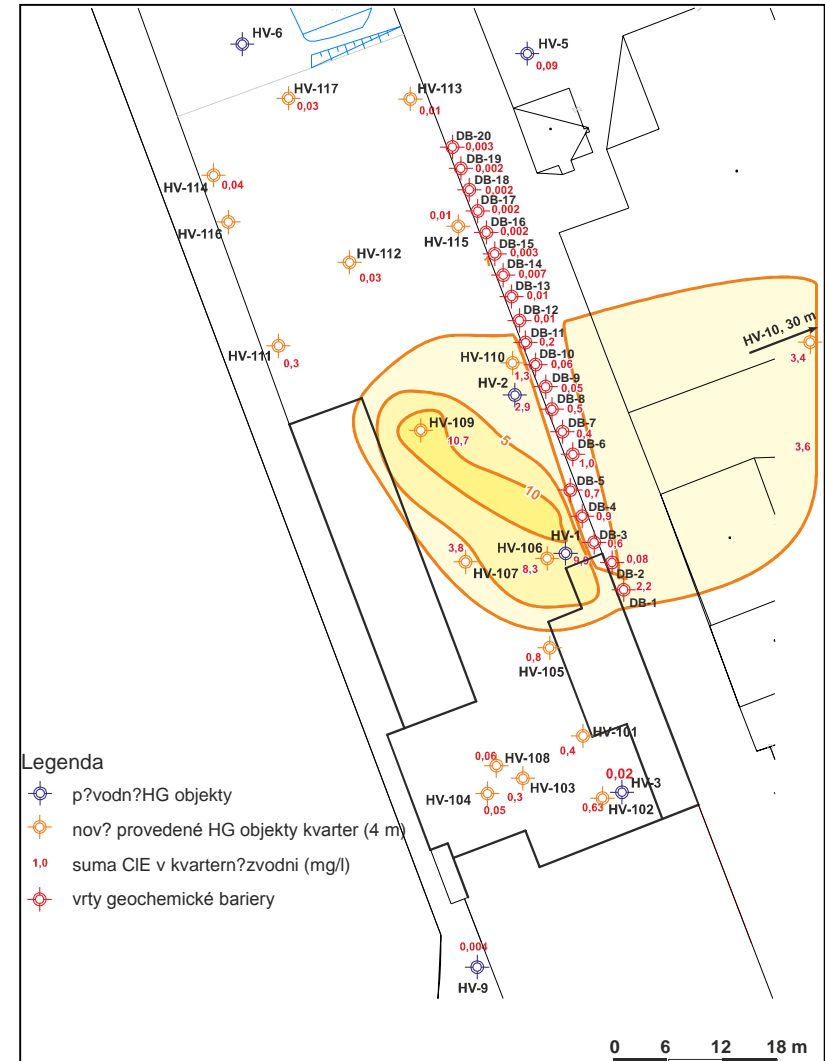 HV-6
HV-5
0,09
HV-117
0,03
HV-113
0,01
DB-20
0,003
DB-19
0,002
DB-18
0,002
HV-114
0,04
DB-17
0,002
HV-116
0,01
HV-115
DB-16
0,002
DB-15
0,003
HV-112
0,03
DB-14
0,007
DB-13
0,01
DB-12
0,01
HV-10, 30 m
3,4
HV-111
0,3
DB-11
0,2
HV-110
1,3
DB-10
0,06
HV-2
2,9
DB-9
0,05
DB-8
0,5
HV-109
10,7
5
DB-7
0,4
DB-6
1,0
3,6
10
DB-5
0,7
DB-4
0,9
DB-3
0,6
HV-1
9,9
HV-106
8,3
3,8
HV-107
0,08
DB-2
2,2
DB-1
0,8
HV-105
HV-101
0,4
0,06
HV-108
HV-103
0,3
HV-104
0,05
0,02
HV-3
0,63
HV-102
Legenda
p?vodn?HG objekty
nov? provedené HG objekty kvarter (4 m)
1,0 suma ClE v kvartern?zvodni (mg/l)
vrty geochemické bariery
0,004
HV-9
0 6 12 18 m